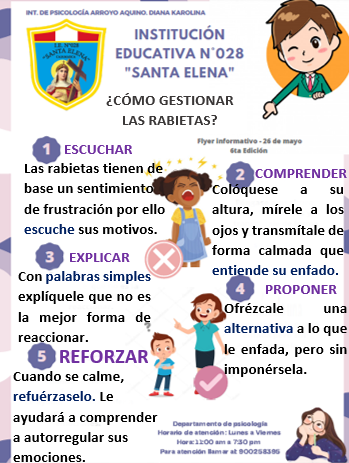 INT. DE PSICOLOGÍA ARROYO AQUINO. DIANA KAROLINA
I.E. Nº028
"SANTA ELENA"
INSTITUCIÓN
EDUCATIVA N°028
"SANTA ELENA"
¿CÓMO GESTIONAR
LAS RABIETAS?
Flyer informativo - 26 de mayo
6ta Edición
1 ESCUCHAR
Las rabietas tienen de
base un sentimiento
de frustración por ello
escuche sus motivos.
2 COMPRENDER
Colóquese a su
altura, mírele a los
ojos y transmítale de
forma calmada que
entiende su enfado.
3 EXPLICAR
Con palabras simples
explíquele que no es
la mejor forma de
reaccionar.
4 PROPONER
Ofrézcale una
alternativa a lo que
le enfada, pero sin
imponérsela.
5 REFORZAR
Cuando se calme,
refuérzaselo. Le
ayudará a comprender
a autorregular sus
emociones.
Departamento de psicología
Horario de atención: Lunes a Viernes
Hora: 11:00 am a 7:30 pm
Para atención llamar al: 900258395